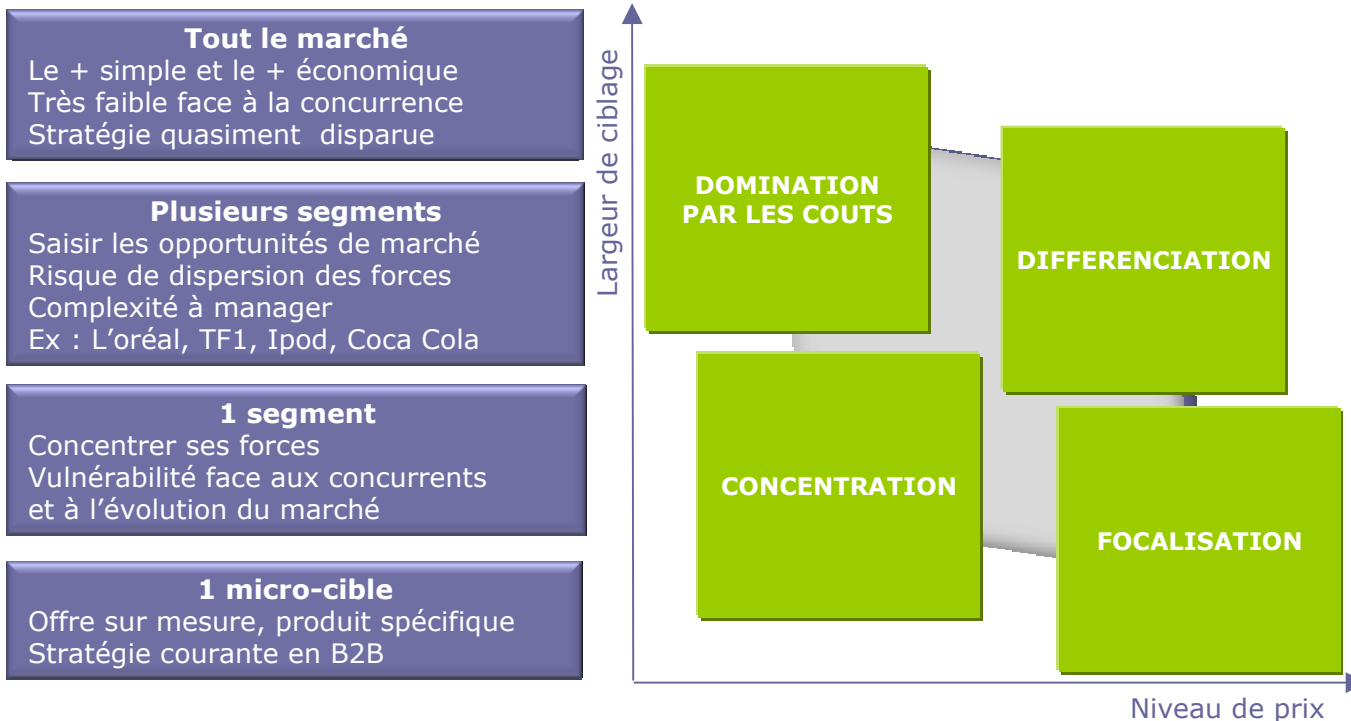 Tout le marché
Le + simple et le + économique
Très faible face à la concurrence
Stratégie quasiment  disparue
Plusieurs segments
Saisir les opportunités de marché
Risque de dispersion des forces
Complexité à manager
Ex : L’oréal, TF1, Ipod, Coca Cola
1 segment
Concentrer ses forces
Vulnérabilité face aux concurrents
et à l’évolution du marché
1 micro-cible
Offre sur mesure, produit spécifique
Stratégie courante en B2B
Largeur de ciblage
DOMINATION
PAR LES COUTS
DIFFERENCIATION
CONCENTRATION
FOCALISATION
Niveau de prix